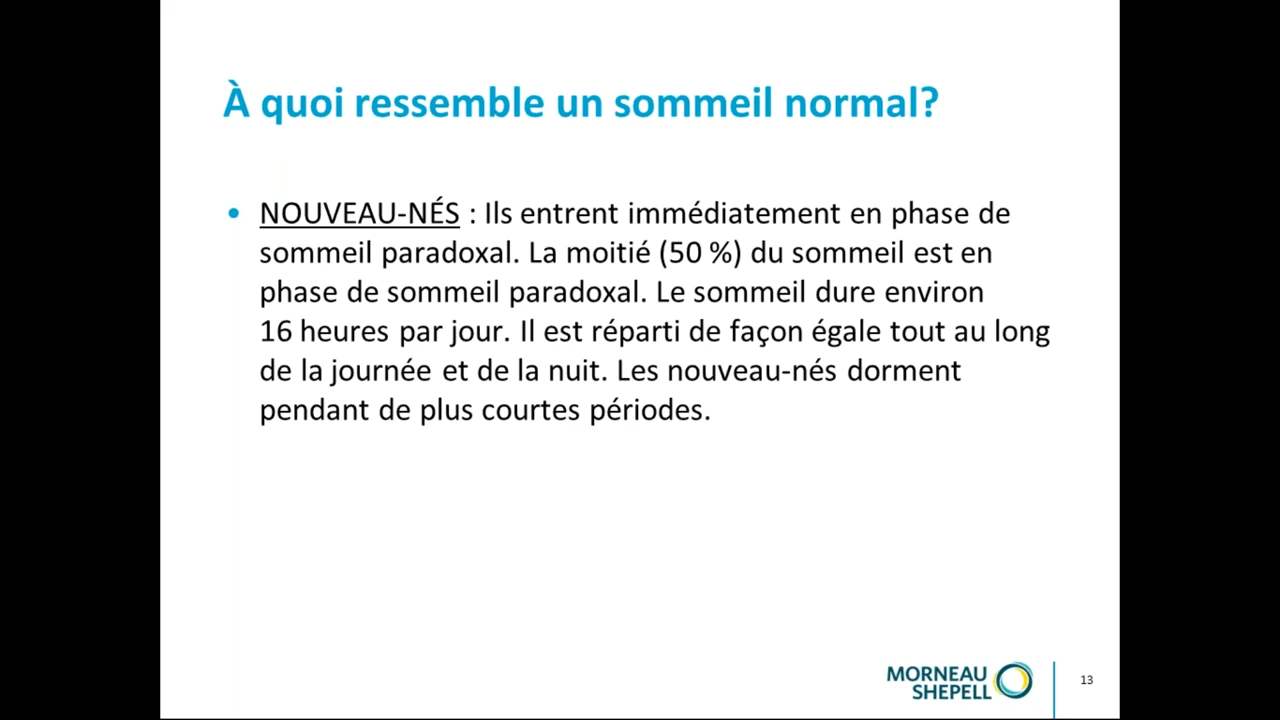 À quoi ressemble un sommeil normal?
• NOUVEAU-NÉS : Ils entrent immédiatement en phase de
sommeil paradoxal. La moitié (50 %) du sommeil est en
phase de sommeil paradoxal. Le sommeil dure environ
16 heures par jour. Il est réparti de façon égale tout au long
de la journée et de la nuit. Les nouveau-nés dorment
pendant de plus courtes périodes.
MORNEAU
SHEPELL
13